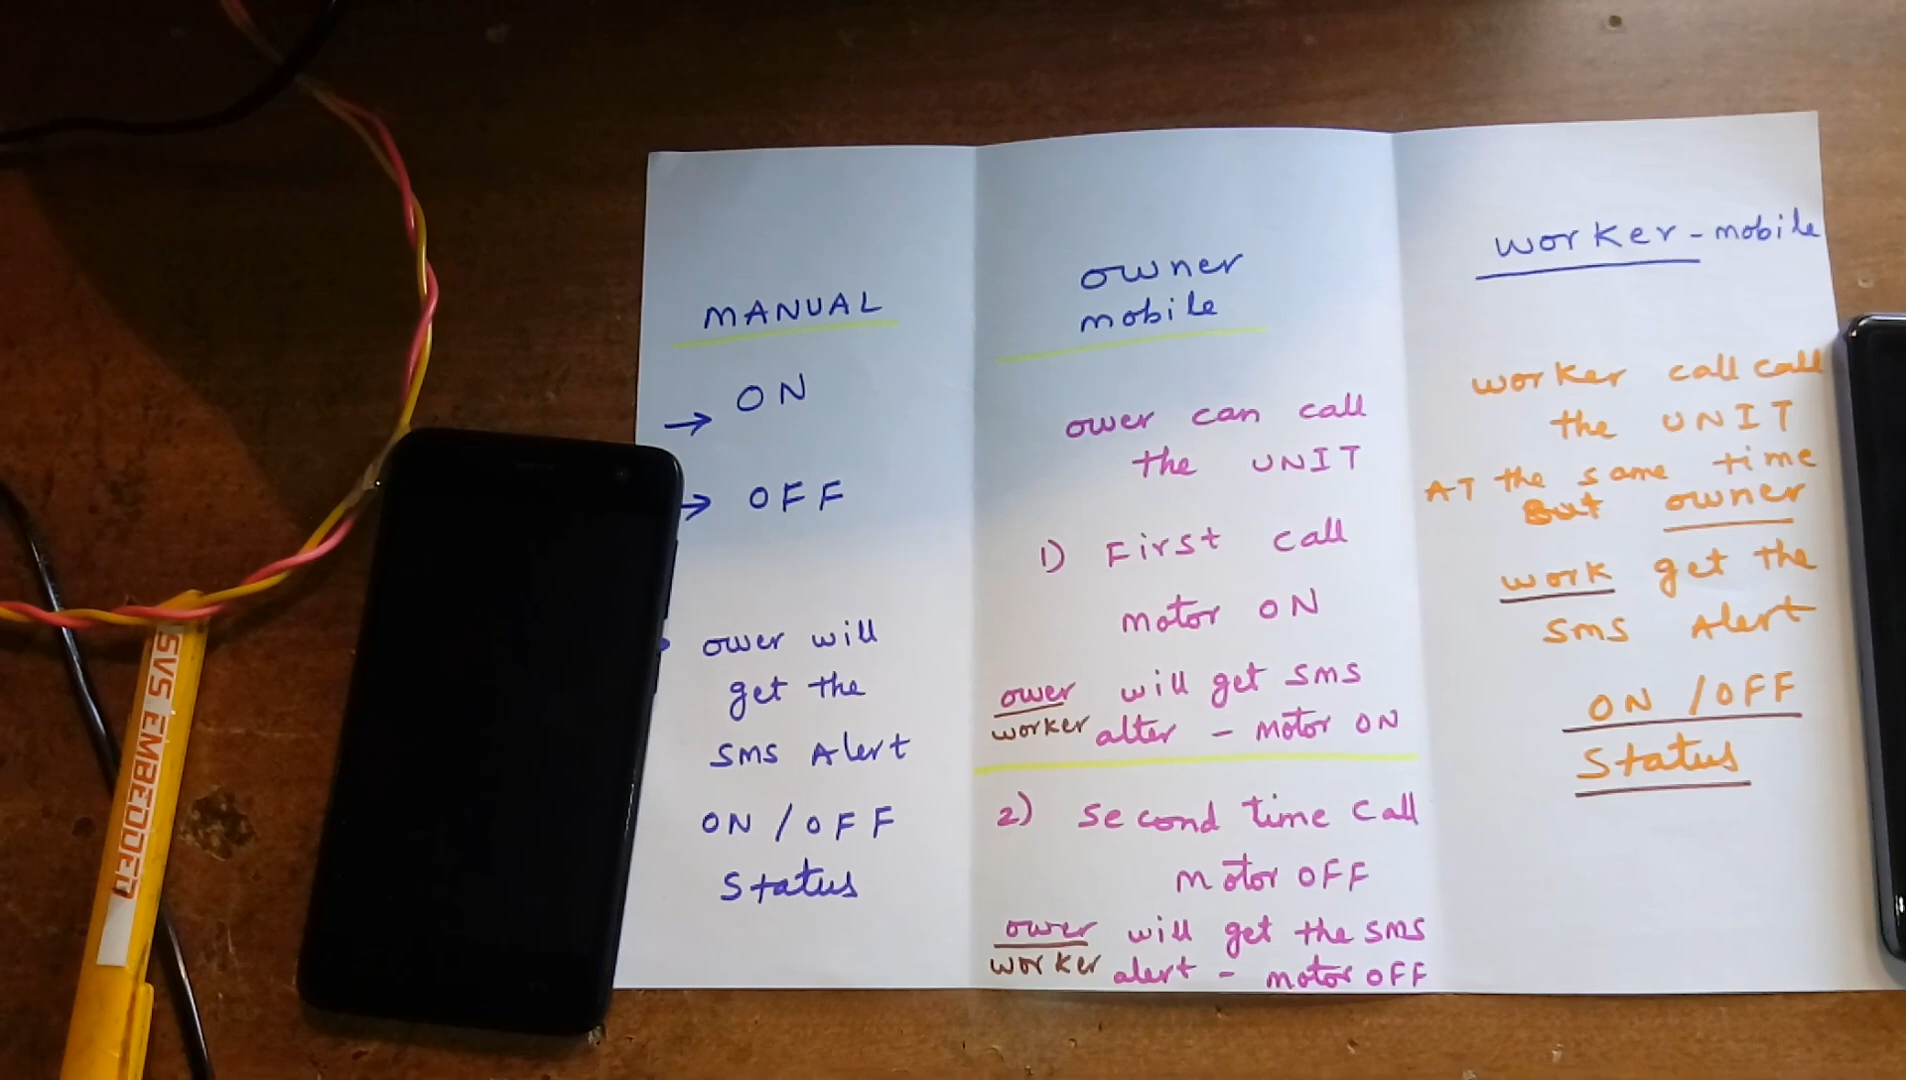 MANUAL
→ ON
→ OFF
ower will
get the
SMS Alert
ON / OFF
Status
owner
mobile
ower can call
the UNIT
1) First call
motor ON
ower will get SMS
worker alter - motor ON
2) Second time call
motor OFF
ower will get the SMS
worker alert - motor OFF
worker - mobile
worker call call
the UNIT
AT the same time
But owner
work get the
SMS Alert
ON / OFF
Status
SVS EMBEDDED